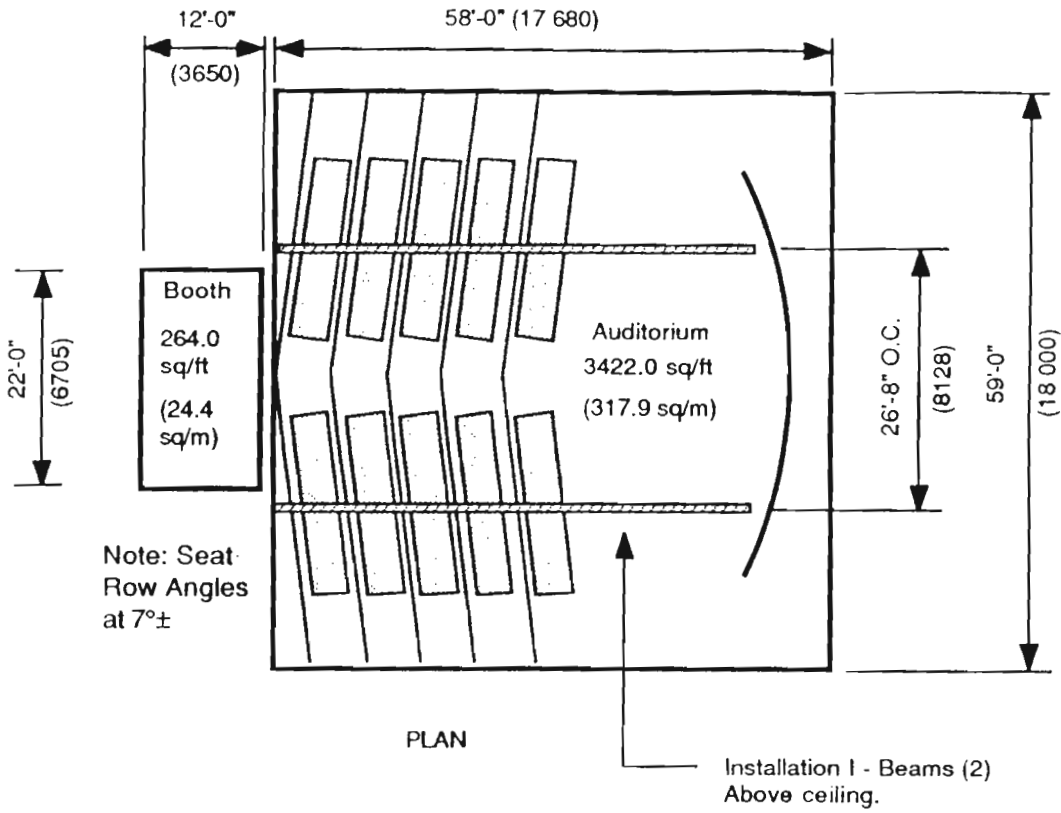 12'-0"
(3650)
58'-0" (17 680)
22'-0"
(6705)
Booth
264.0
sq/ft
(24.4
sq/m)
Auditorium
3422.0 sq/ft
(317.9 sq/m)
26'-8" O.C.
(8128)
59'-0"
(18 000)
Note: Seat
Row Angles
at 7°±
PLAN
Installation I - Beams (2)
Above ceiling.